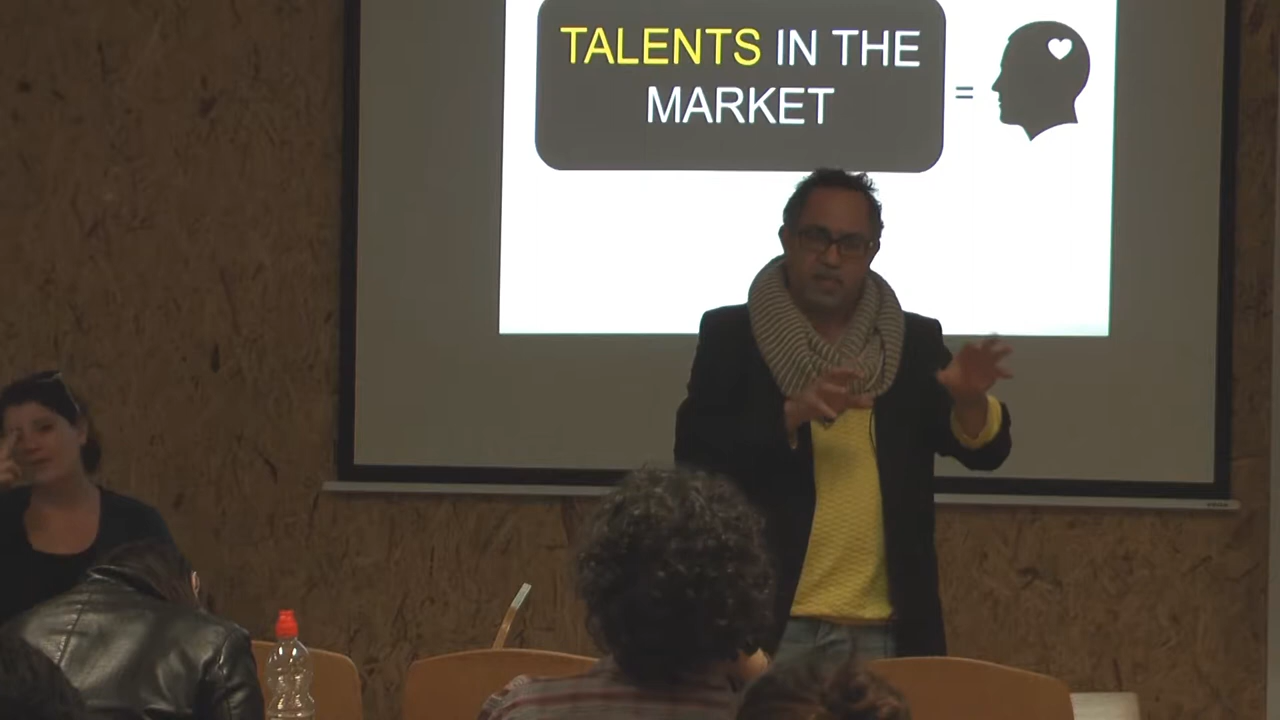 TALENTS IN THE
MARKET
=